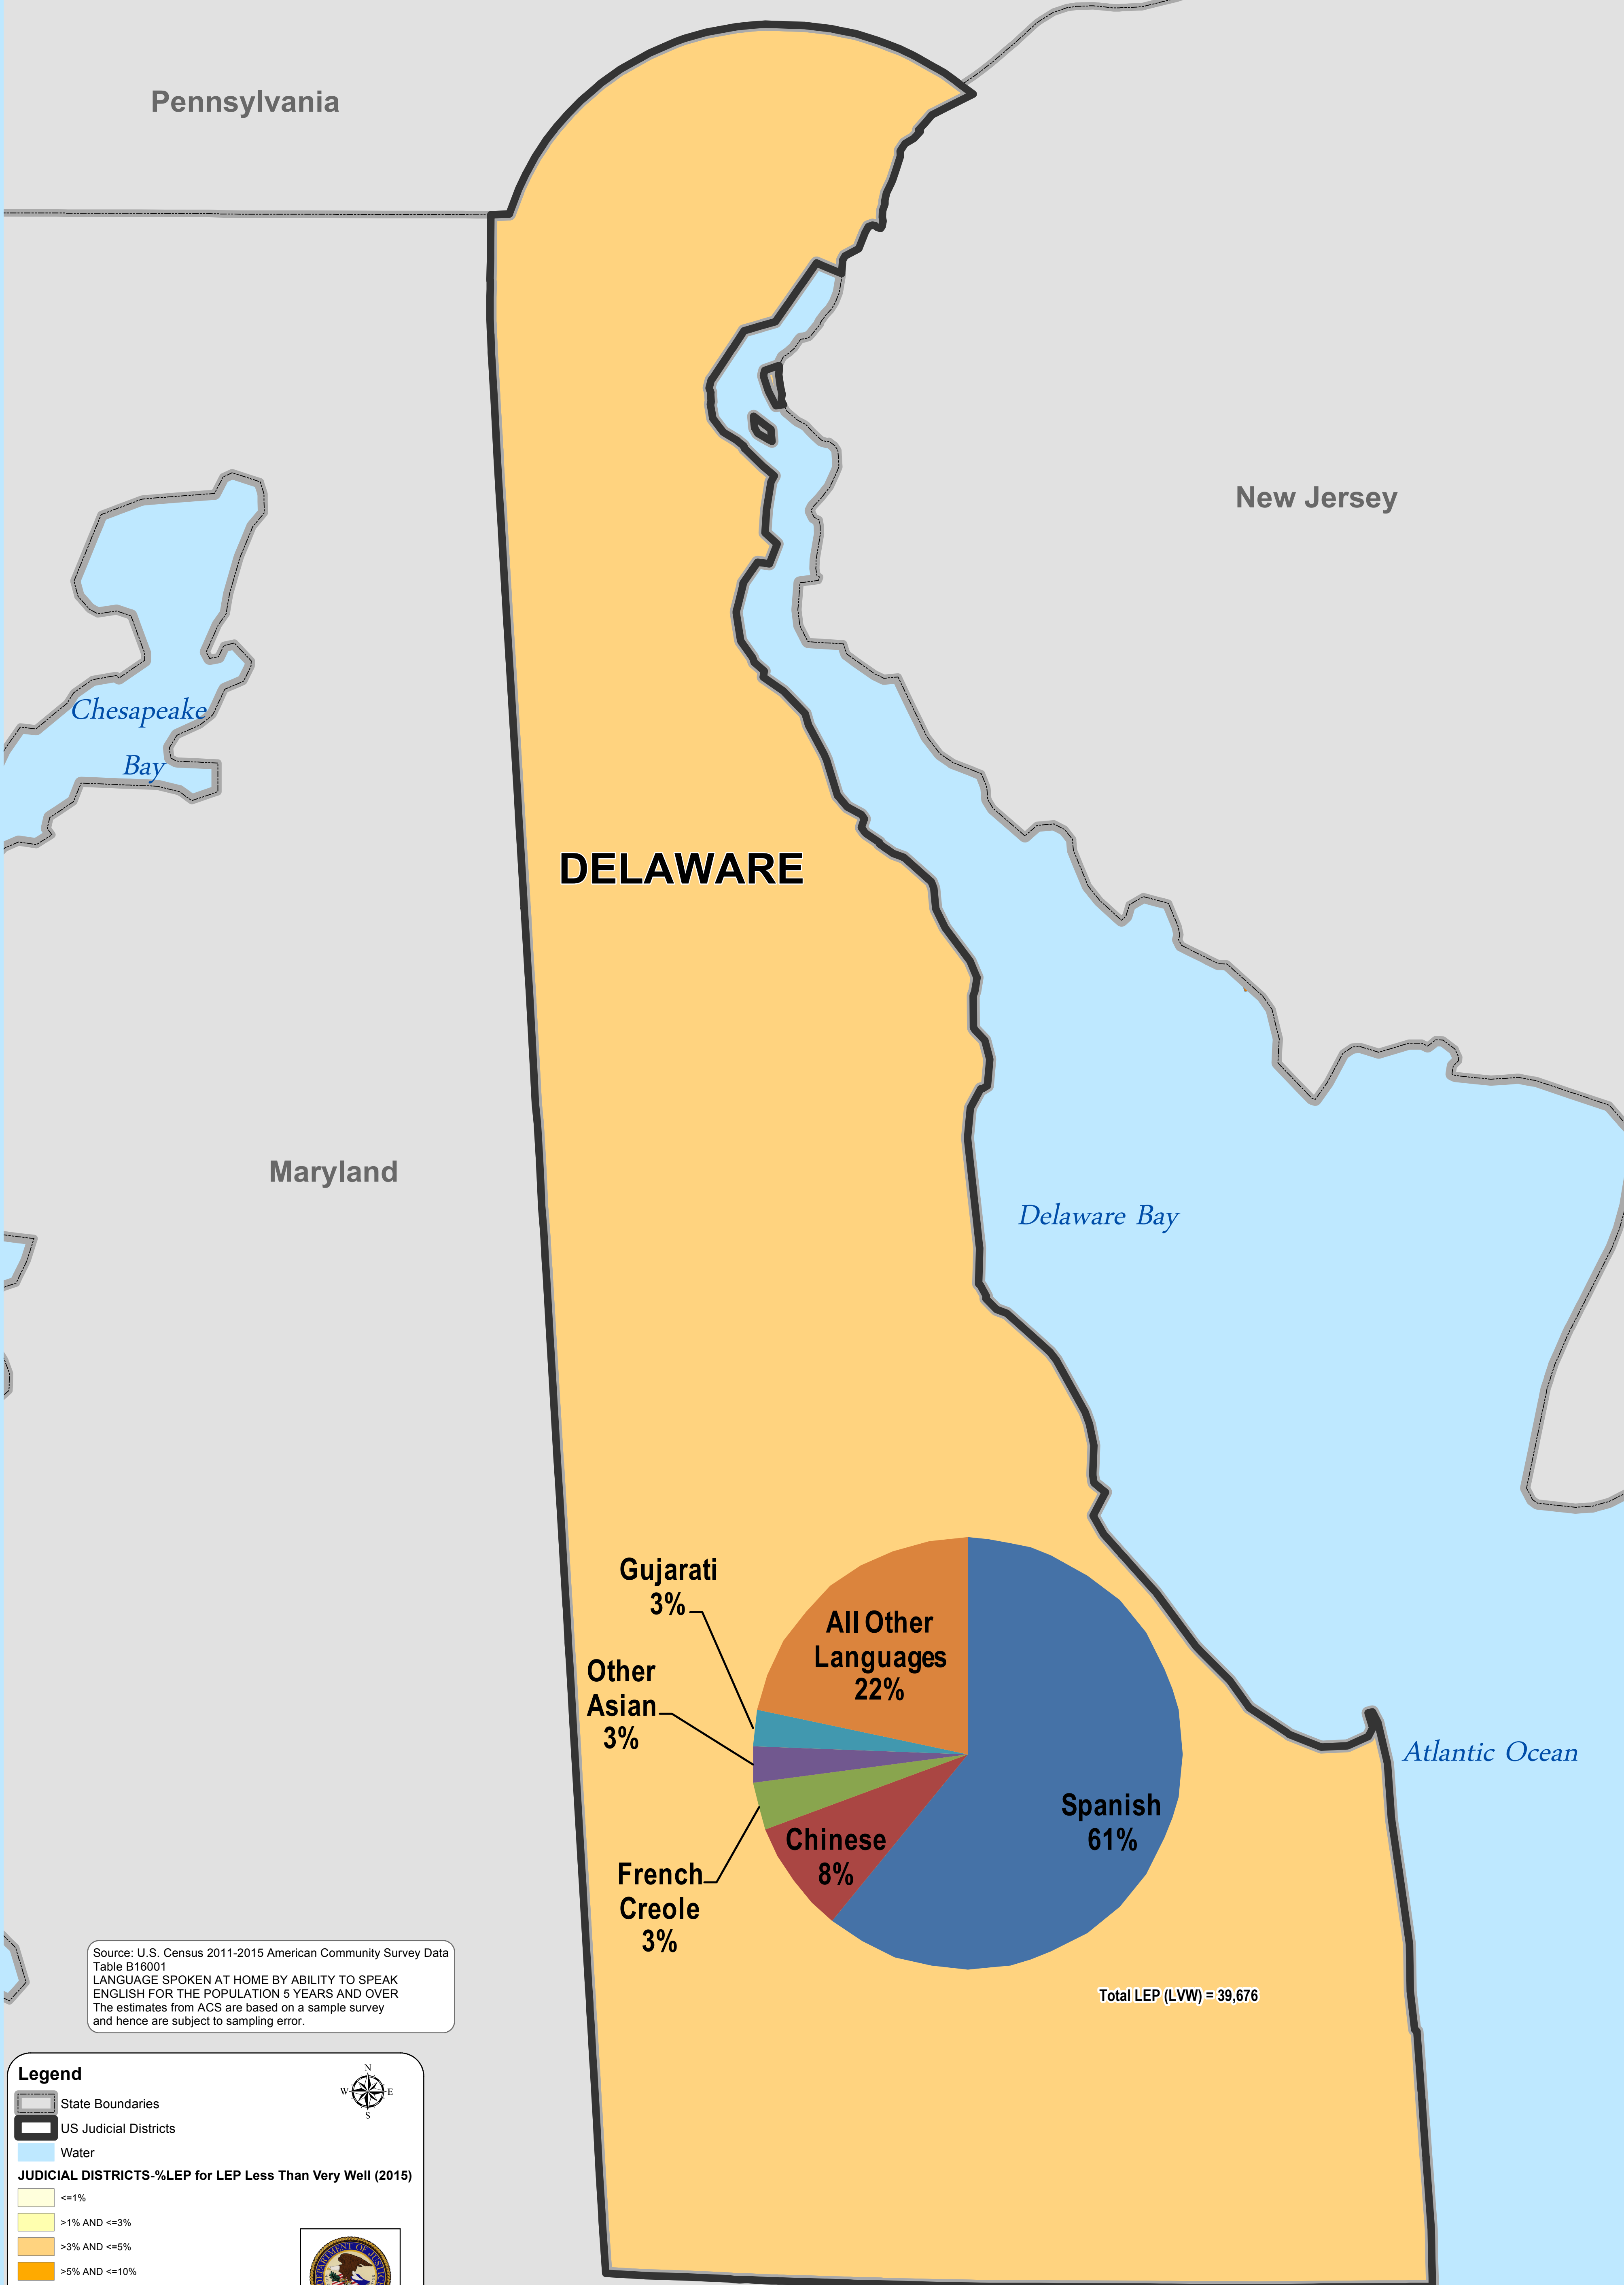 Pennsylvania
New Jersey
Chesapeake
Bay
DELAWARE
Maryland
Delaware Bay
Gujarati
3%
All Other
Languages
22%
Other
Asian
3%
Atlantic Ocean
Spanish
61%
Chinese
8%
French
Creole
3%
Total LEP (LVW) = 39,676
Source: U.S. Census 2011-2015 American Community Survey Data
Table B16001
LANGUAGE SPOKEN AT HOME BY ABILITY TO SPEAK
ENGLISH FOR THE POPULATION 5 YEARS AND OVER
The estimates from ACS are based on a sample survey
and hence are subject to sampling error.
Legend
N
W E
S
State Boundaries
US Judicial Districts
Water
JUDICIAL DISTRICTS-%LEP for LEP Less Than Very Well (2015)
<=1%
>1% AND <=3%
>3% AND <=5%
>5% AND <=10%
DEPARTMENT OF JUSTICE